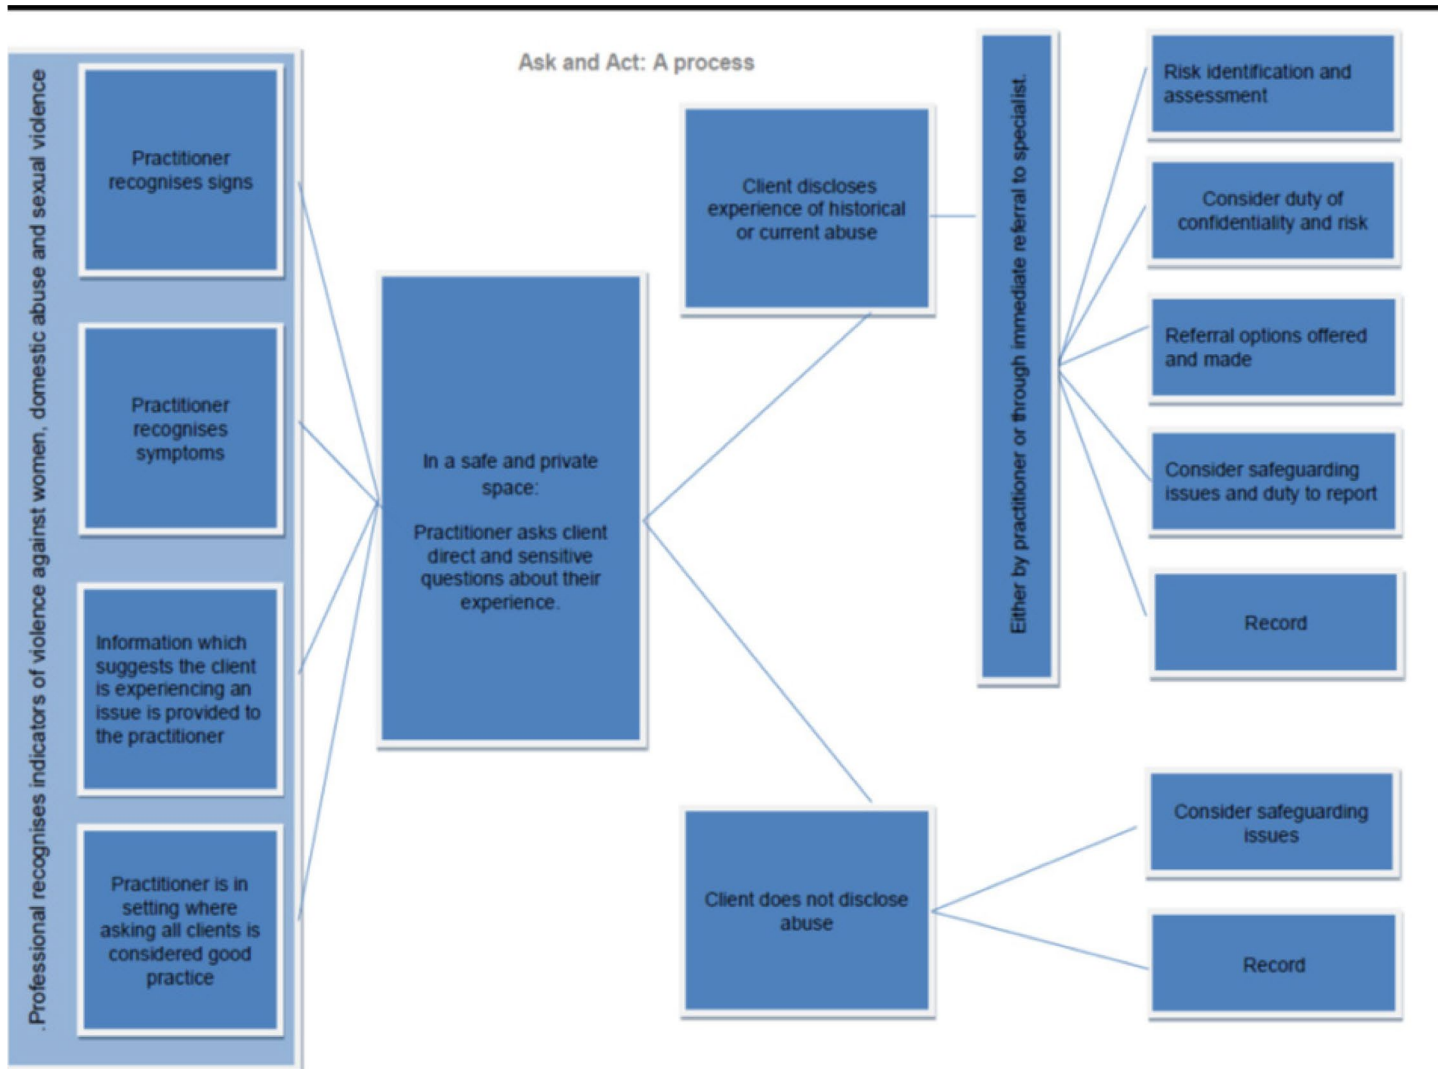 Ask and Act: A process
.Professional recognises indicators of violence against women, domestic abuse and sexual violence
Practitioner
recognises signs
Practitioner
recognises
symptoms
Information which
suggests the client
is experiencing an
issue is provided to
the practitioner
Practitioner is in
setting where
asking all clients is
considered good
practice
In a safe and private
space:
Practitioner asks client
direct and sensitive
questions about their
experience.
Client discloses
experience of historical
or current abuse
Either by practitioner or through immediate referral to specialist.
Risk identification and
assessment
Consider duty of
confidentiality and risk
Referral options offered
and made
Consider safeguarding
issues and duty to report
Record
Client does not disclose
abuse
Consider safeguarding
issues
Record